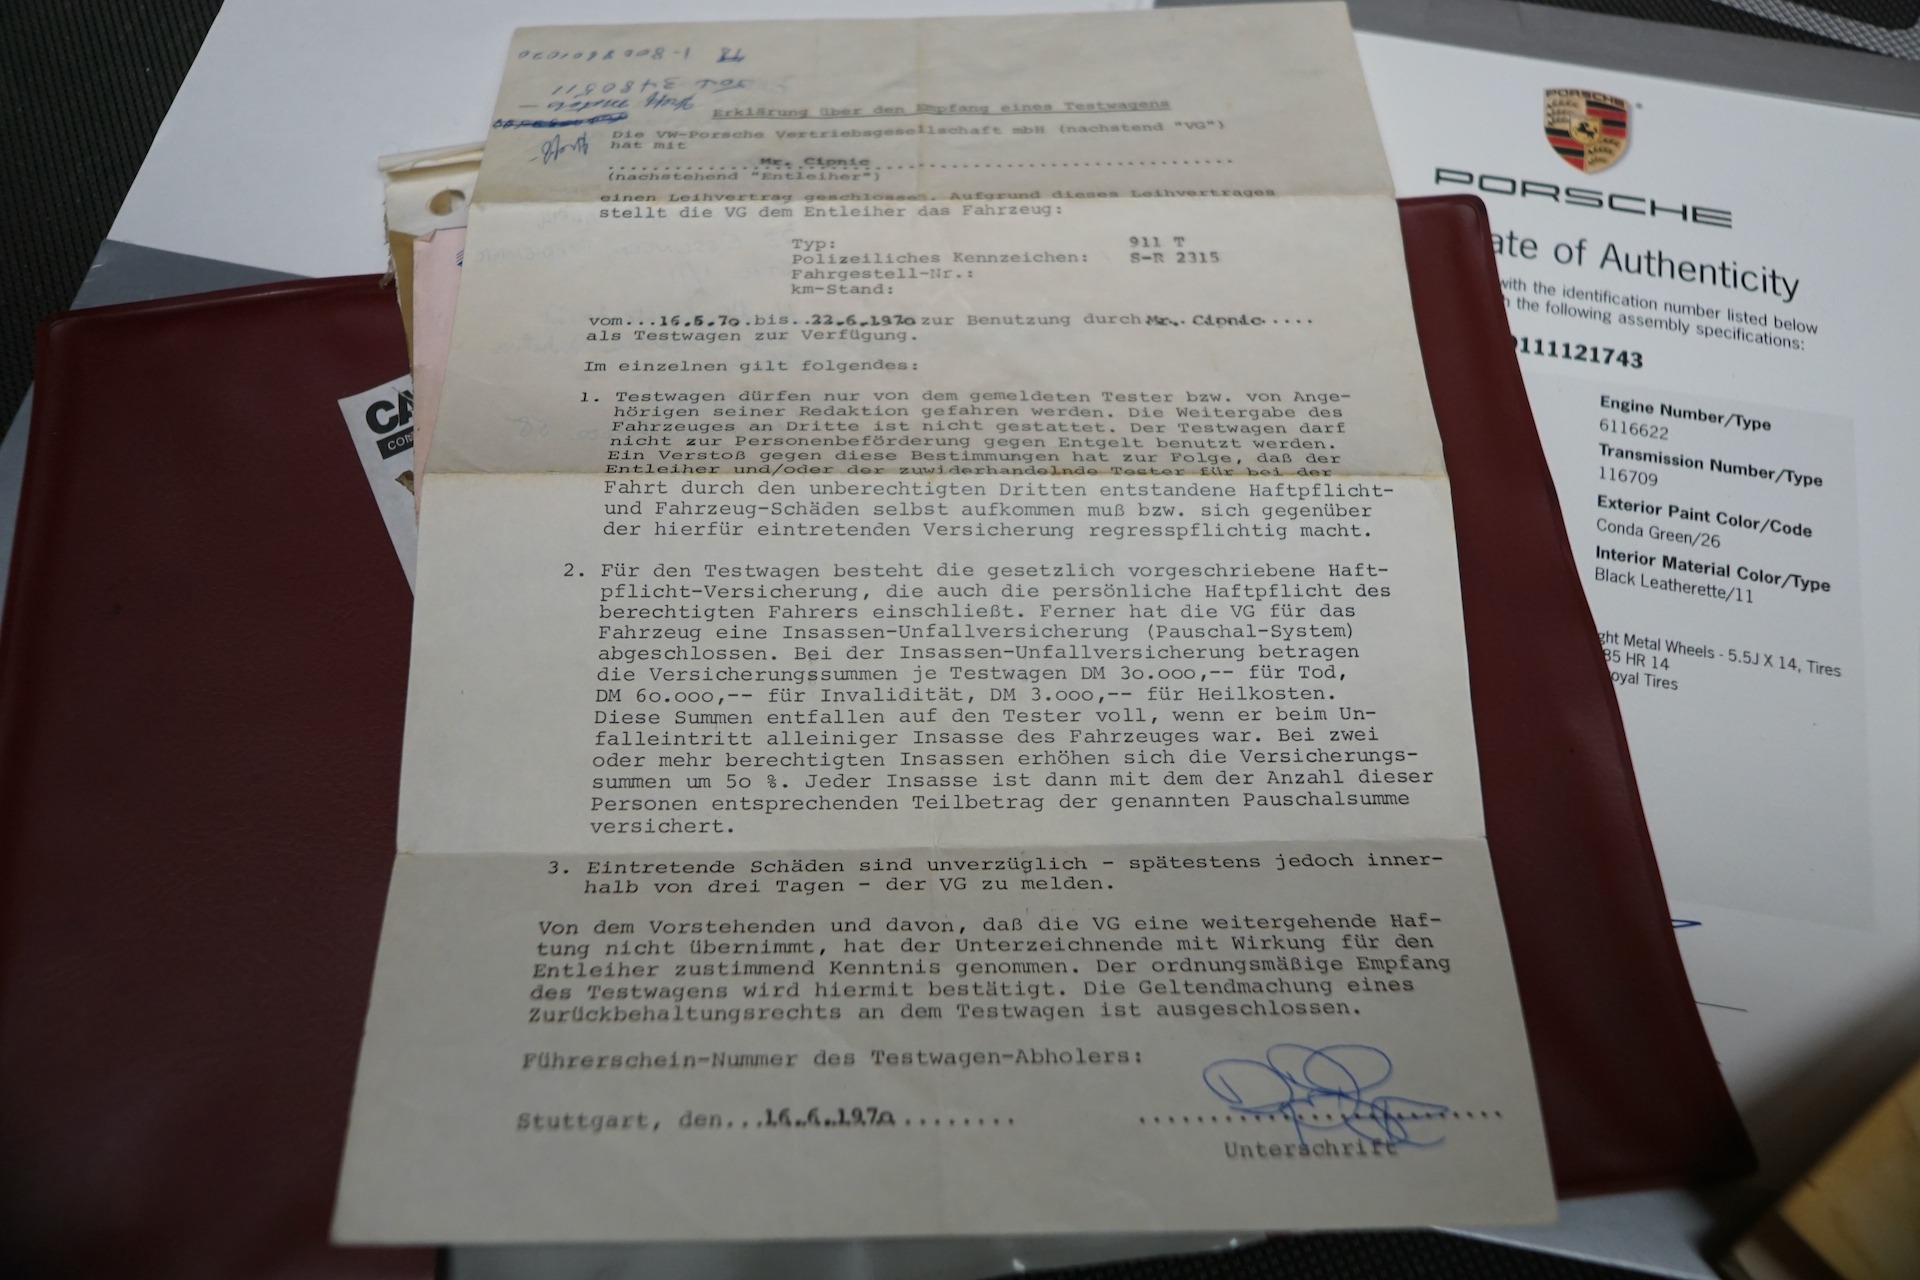 1-800 8601020
3480511
Erklärung über den Empfang eines Testwagens
Die VW-Porsche Vertriebsgesellschaft mbH (nachstend "VG")
hat mit
.................Mr. Cipnic.................................
(nachstehend "Entleiher")
einen Leihvertrag geschlossen. Aufgrund dieses Leihvertrages
stellt die VG dem Entleiher das Fahrzeug:
Typ: 911 T
Polizeiliches Kennzeichen: S-R 2315
Fahrgestell-Nr.:
km-Stand:
vom...16.5.70.bis..22.6.1970 zur Benutzung durch Mr. Cipnic.....
als Testwagen zur Verfügung.
Im einzelnen gilt folgendes:
1. Testwagen dürfen nur von dem gemeldeten Tester bzw. von Ange-
hörigen seiner Redaktion gefahren werden. Die Weitergabe des
Fahrzeuges an Dritte ist nicht gestattet. Der Testwagen darf
nicht zur Personenbeförderung gegen Entgelt benutzt werden.
Ein Verstoß gegen diese Bestimmungen hat zur Folge, daß der
Entleiher und/oder der zuwiderhandelnde Tester für bei der
Fahrt durch den unberechtigten Dritten entstandene Haftpflicht-
und Fahrzeug-Schäden selbst aufkommen muß bzw. sich gegenüber
der hierfür eintretenden Versicherung regresspflichtig macht.
2. Für den Testwagen besteht die gesetzlich vorgeschriebene Haft-
pflicht-Versicherung, die auch die persönliche Haftpflicht des
berechtigten Fahrers einschließt. Ferner hat die VG für das
Fahrzeug eine Insassen-Unfallversicherung (Pauschal-System)
abgeschlossen. Bei der Insassen-Unfallversicherung betragen
die Versicherungssummen je Testwagen DM 30.000,-- für Tod,
DM 60.000,-- für Invalidität, DM 3.000,-- für Heilkosten.
Diese Summen entfallen auf den Tester voll, wenn er beim Un-
falleintritt alleiniger Insasse des Fahrzeuges war. Bei zwei
oder mehr berechtigten Insassen erhöhen sich die Versicherungs-
summen um 50 %. Jeder Insasse ist dann mit dem der Anzahl dieser
Personen entsprechenden Teilbetrag der genannten Pauschalsumme
versichert.
3. Eintretende Schäden sind unverzüglich - spätestens jedoch inner-
halb von drei Tagen - der VG zu melden.
Von dem Vorstehenden und davon, daß die VG eine weitergehende Haf-
tung nicht übernimmt, hat der Unterzeichnende mit Wirkung für den
Entleiher zustimmend Kenntnis genommen. Der ordnungsmäßige Empfang
des Testwagens wird hiermit bestätigt. Die Geltendmachung eines
Zurückbehaltungsrechts an dem Testwagen ist ausgeschlossen.
Führerschein-Nummer des Testwagen-Abholers:
Stuttgart, den...16.6.1970........
Unterschrift
CA
COR
PORSCHE
PORSCHE
ate of Authenticity
with the identification number listed below
h the following assembly specifications:
9111121743
Engine Number/Type
6116622
Transmission Number/Type
116709
Exterior Paint Color/Code
Conda Green/26
Interior Material Color/Type
Black Leatherette/11
ght Metal Wheels - 5.5J X 14, Tires
85 HR 14
oyal Tires